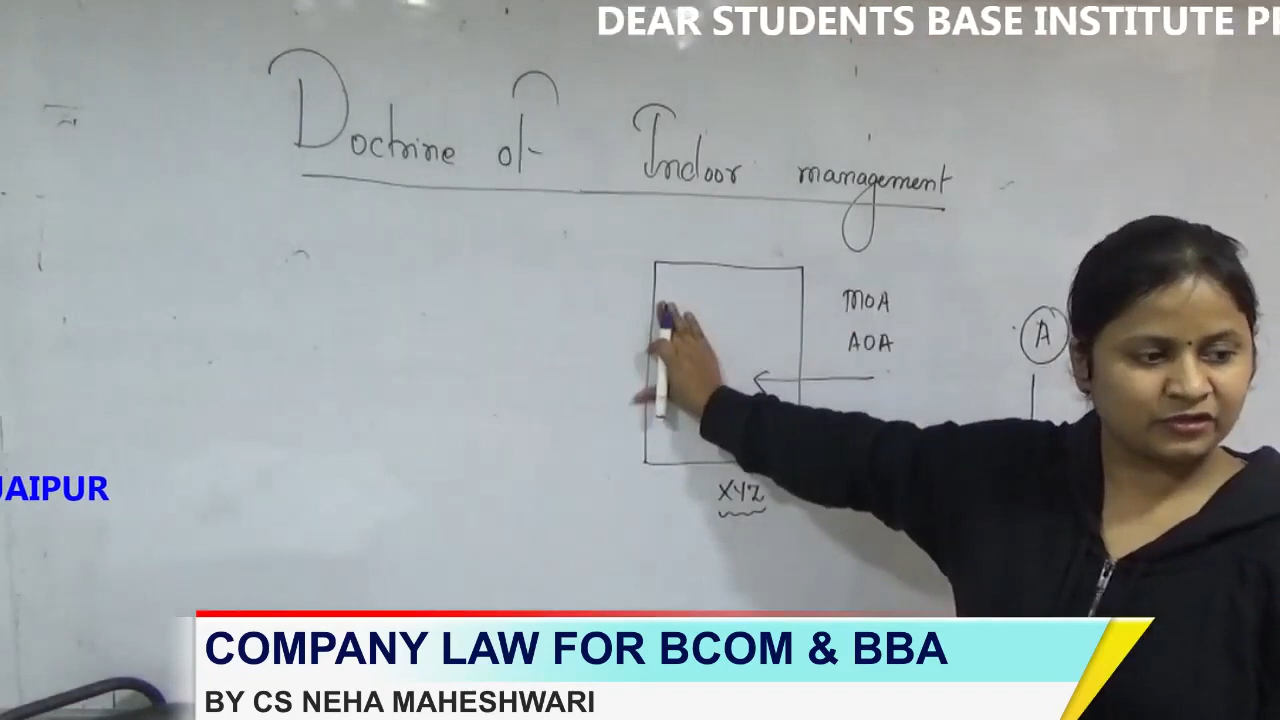 DEAR STUDENTS BASE INSTITUTE
Doctrine of Indoor management
MOA
AOA
A
XYZ
JAIPUR
COMPANY LAW FOR BCOM & BBA
BY CS NEHA MAHESHWARI